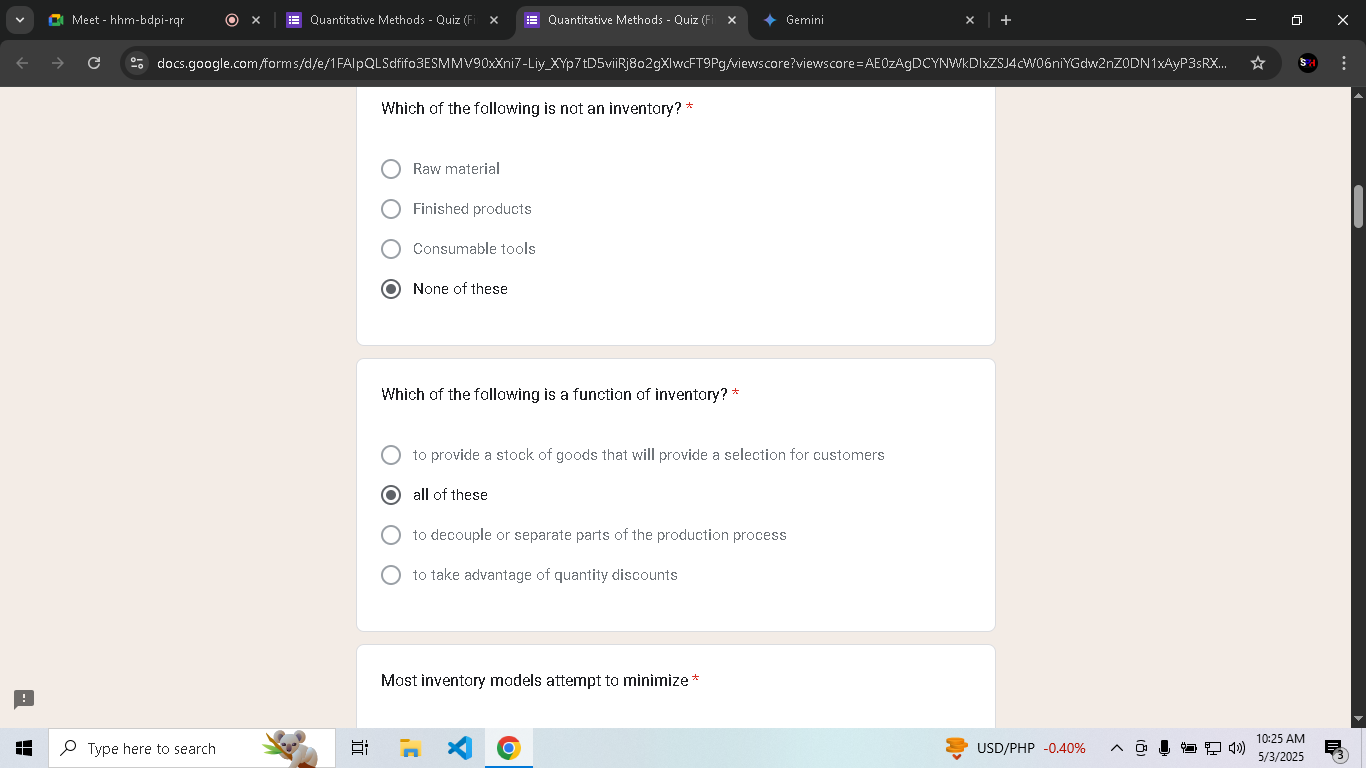 Meet - hhm-bdpi-rqr
Quantitative Methods - Quiz (Fi
Quantitative Methods - Quiz (Fi
Gemini
docs.google.com/forms/d/e/1FAIpQLSdfifo3ESMMV90xXni7-Liy_XYp7tD5viiRj8o2gXIwcFT9Pg/viewscore?viewscore=AE0zAgDCYNWkDIxZSJ4cW06niYGdw2nZ0DN1xAyP3sRX...
Which of the following is not an inventory? *
Raw material
Finished products
Consumable tools
None of these
Which of the following is a function of inventory? *
to provide a stock of goods that will provide a selection for customers
all of these
to decouple or separate parts of the production process
to take advantage of quantity discounts
Most inventory models attempt to minimize *
Type here to search
USD/PHP -0.40%
10:25 AM
5/3/2025
3